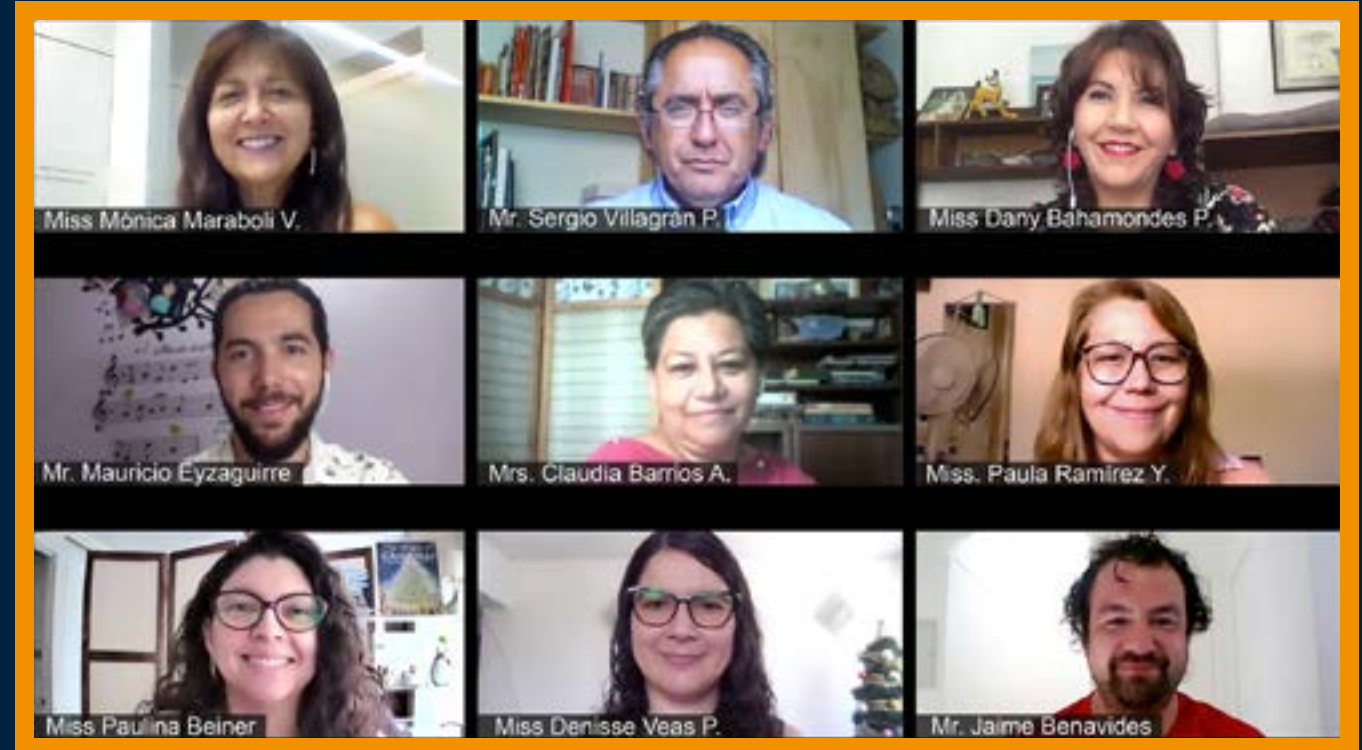 Miss Mónica Maraboli V.
Mr. Sergio Villagrán P.
Miss Dany Bahamondes P.
Mr. Mauricio Eyzaguirre
Mrs. Claudia Barrios A.
Miss. Paula Ramírez Y.
Miss Paulina Beiner
Miss Denisse Veas P.
Mr. Jaime Benavides